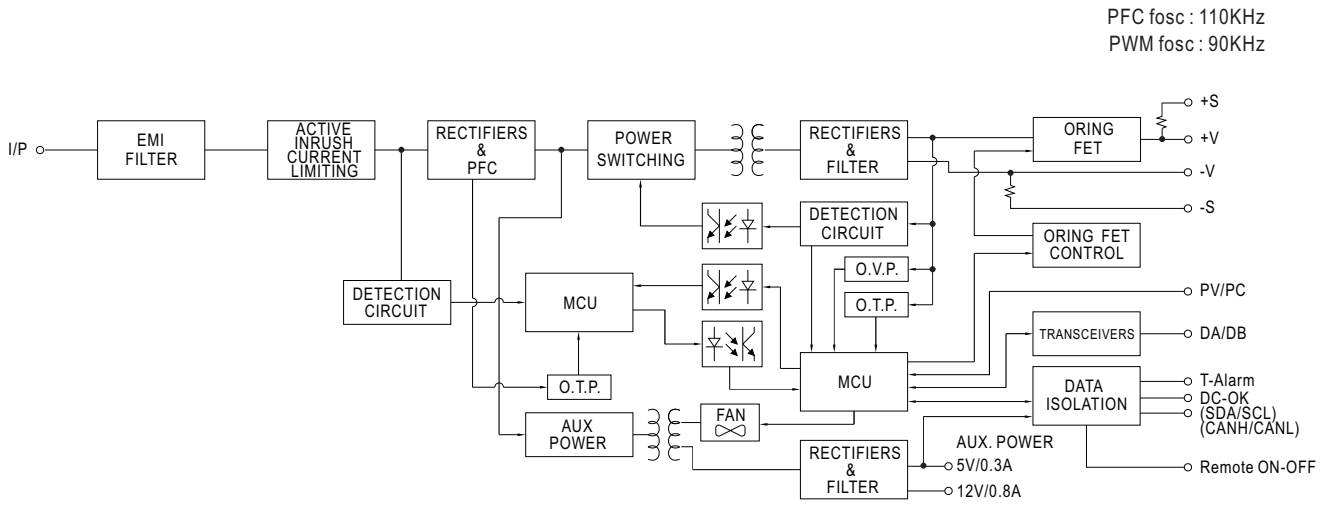 PFC fosc : 110KHz
PWM fosc : 90KHz
I/P
EMI
FILTER
ACTIVE
INRUSH
CURRENT
LIMITING
RECTIFIERS
&
PFC
POWER
SWITCHING
RECTIFIERS
&
FILTER
ORING
FET
+S
+V
-V
-S
DETECTION
CIRCUIT
ORING FET
CONTROL
O.V.P.
O.T.P.
DETECTION
CIRCUIT
MCU
PV/PC
TRANSCEIVERS
DA/DB
MCU
O.T.P.
DATA
ISOLATION
T-Alarm
DC-OK
(SDA/SCL)
(CANH/CANL)
AUX
POWER
FAN
RECTIFIERS
&
FILTER
AUX. POWER
5V/0.3A
12V/0.8A
Remote ON-OFF